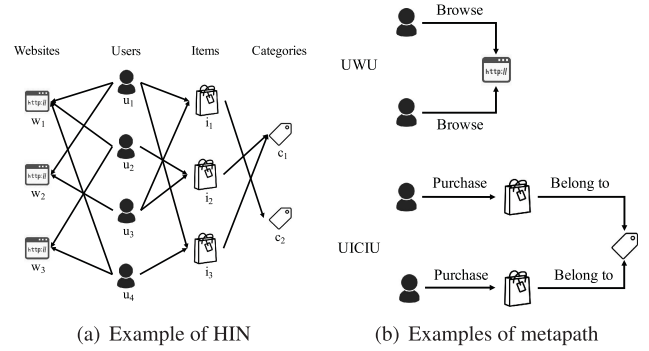 Websites Users Items Categories
http://
w1
http://
w2
http://
w3
u1
u2
u3
u4
i1
i2
i3
c1
c2
(a) Example of HIN
Browse
UWU
http://
Browse
Purchase Belong to
UICIU
Purchase Belong to
(b) Examples of metapath